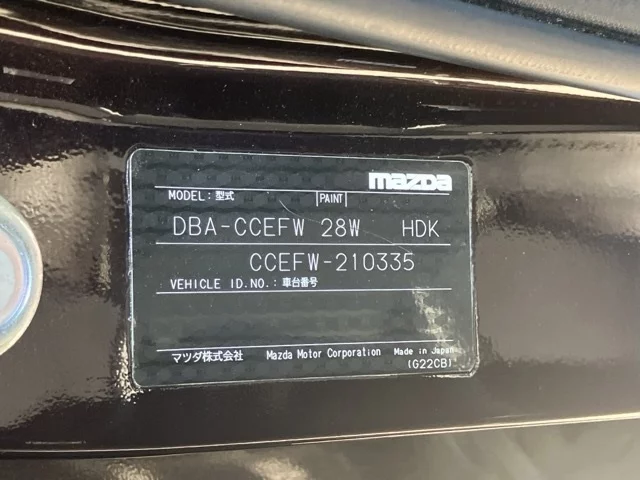 mazda
MODEL:型式 PAINT
DBA-CCEFW 28W HDK
CCEFW-210335
VEHICLE ID.NO.:車台番号
マツダ株式会社 Mazda Motor Corporation Made in Japan
(G22CB)